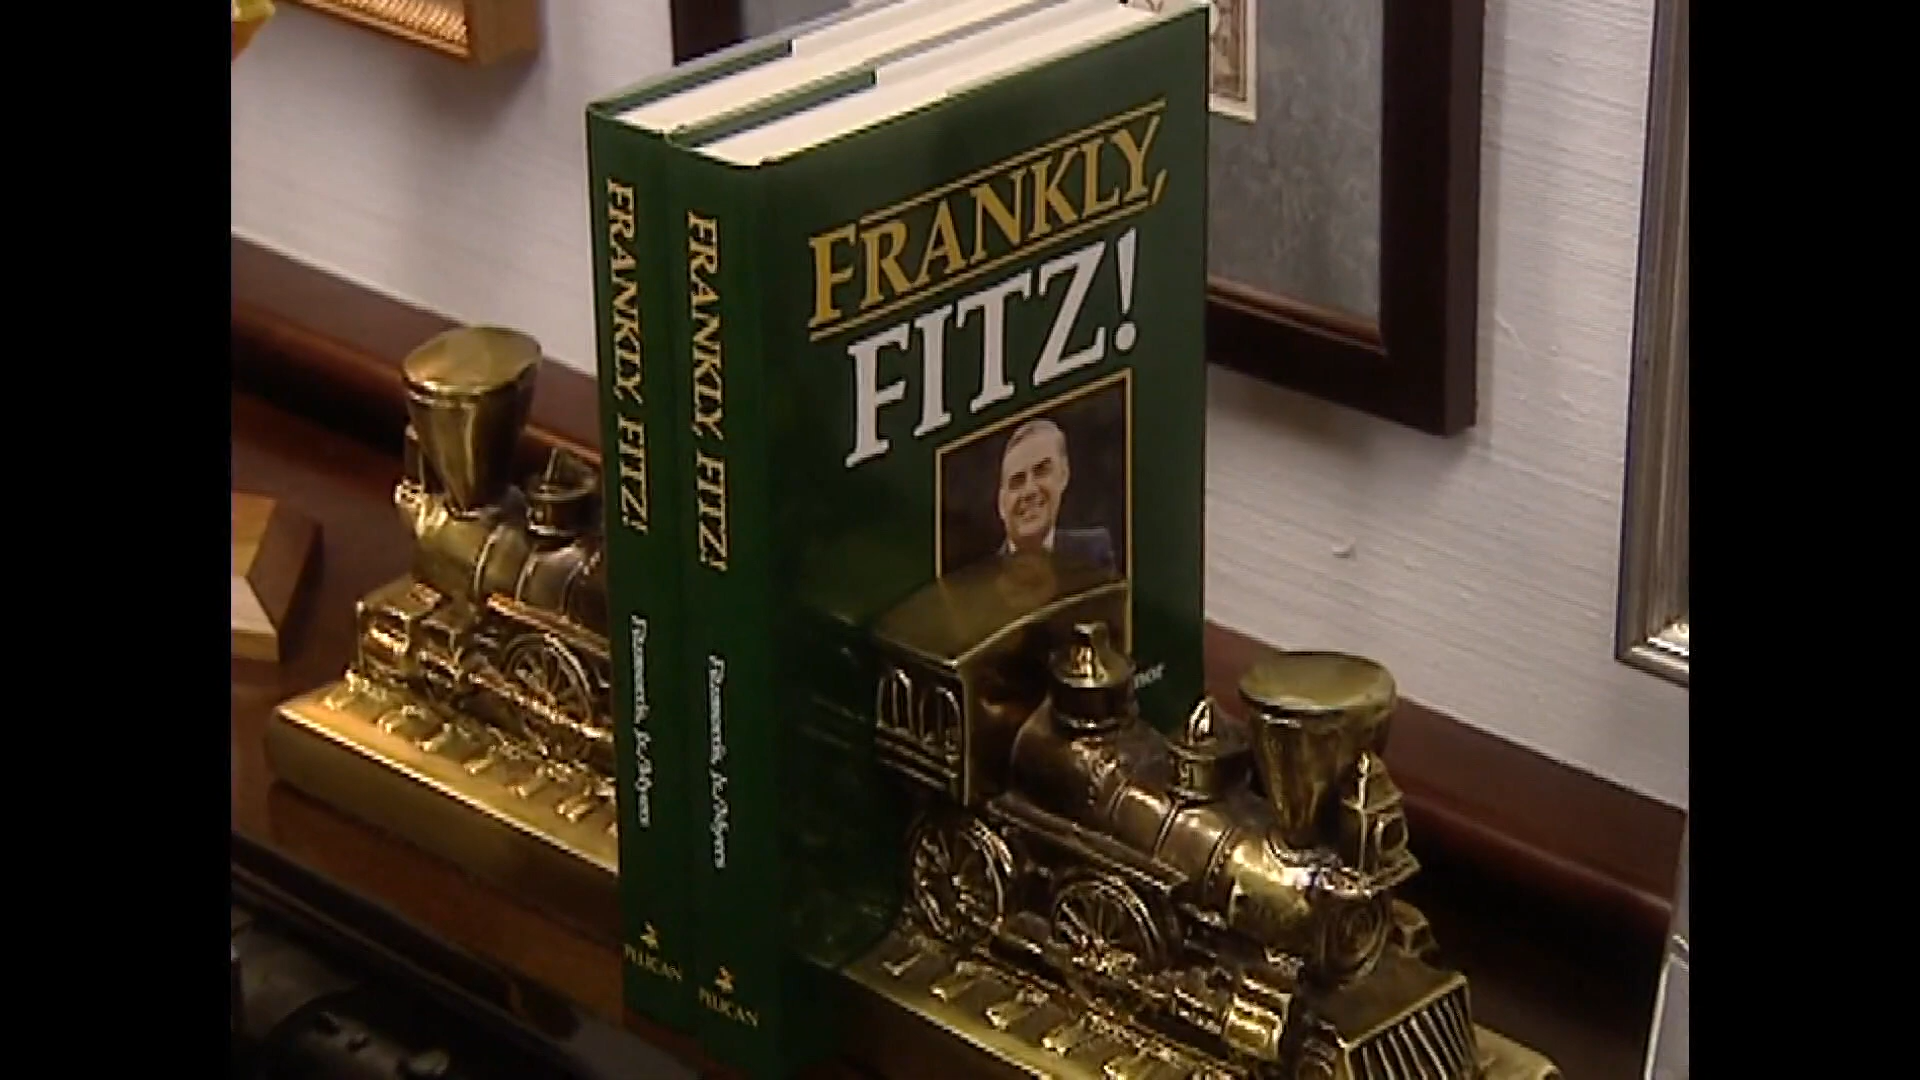 FRANKLY,
FITZ!
FRANKLY, FITZ!
PELICAN
FRANKLY, FITZ!
PELICAN